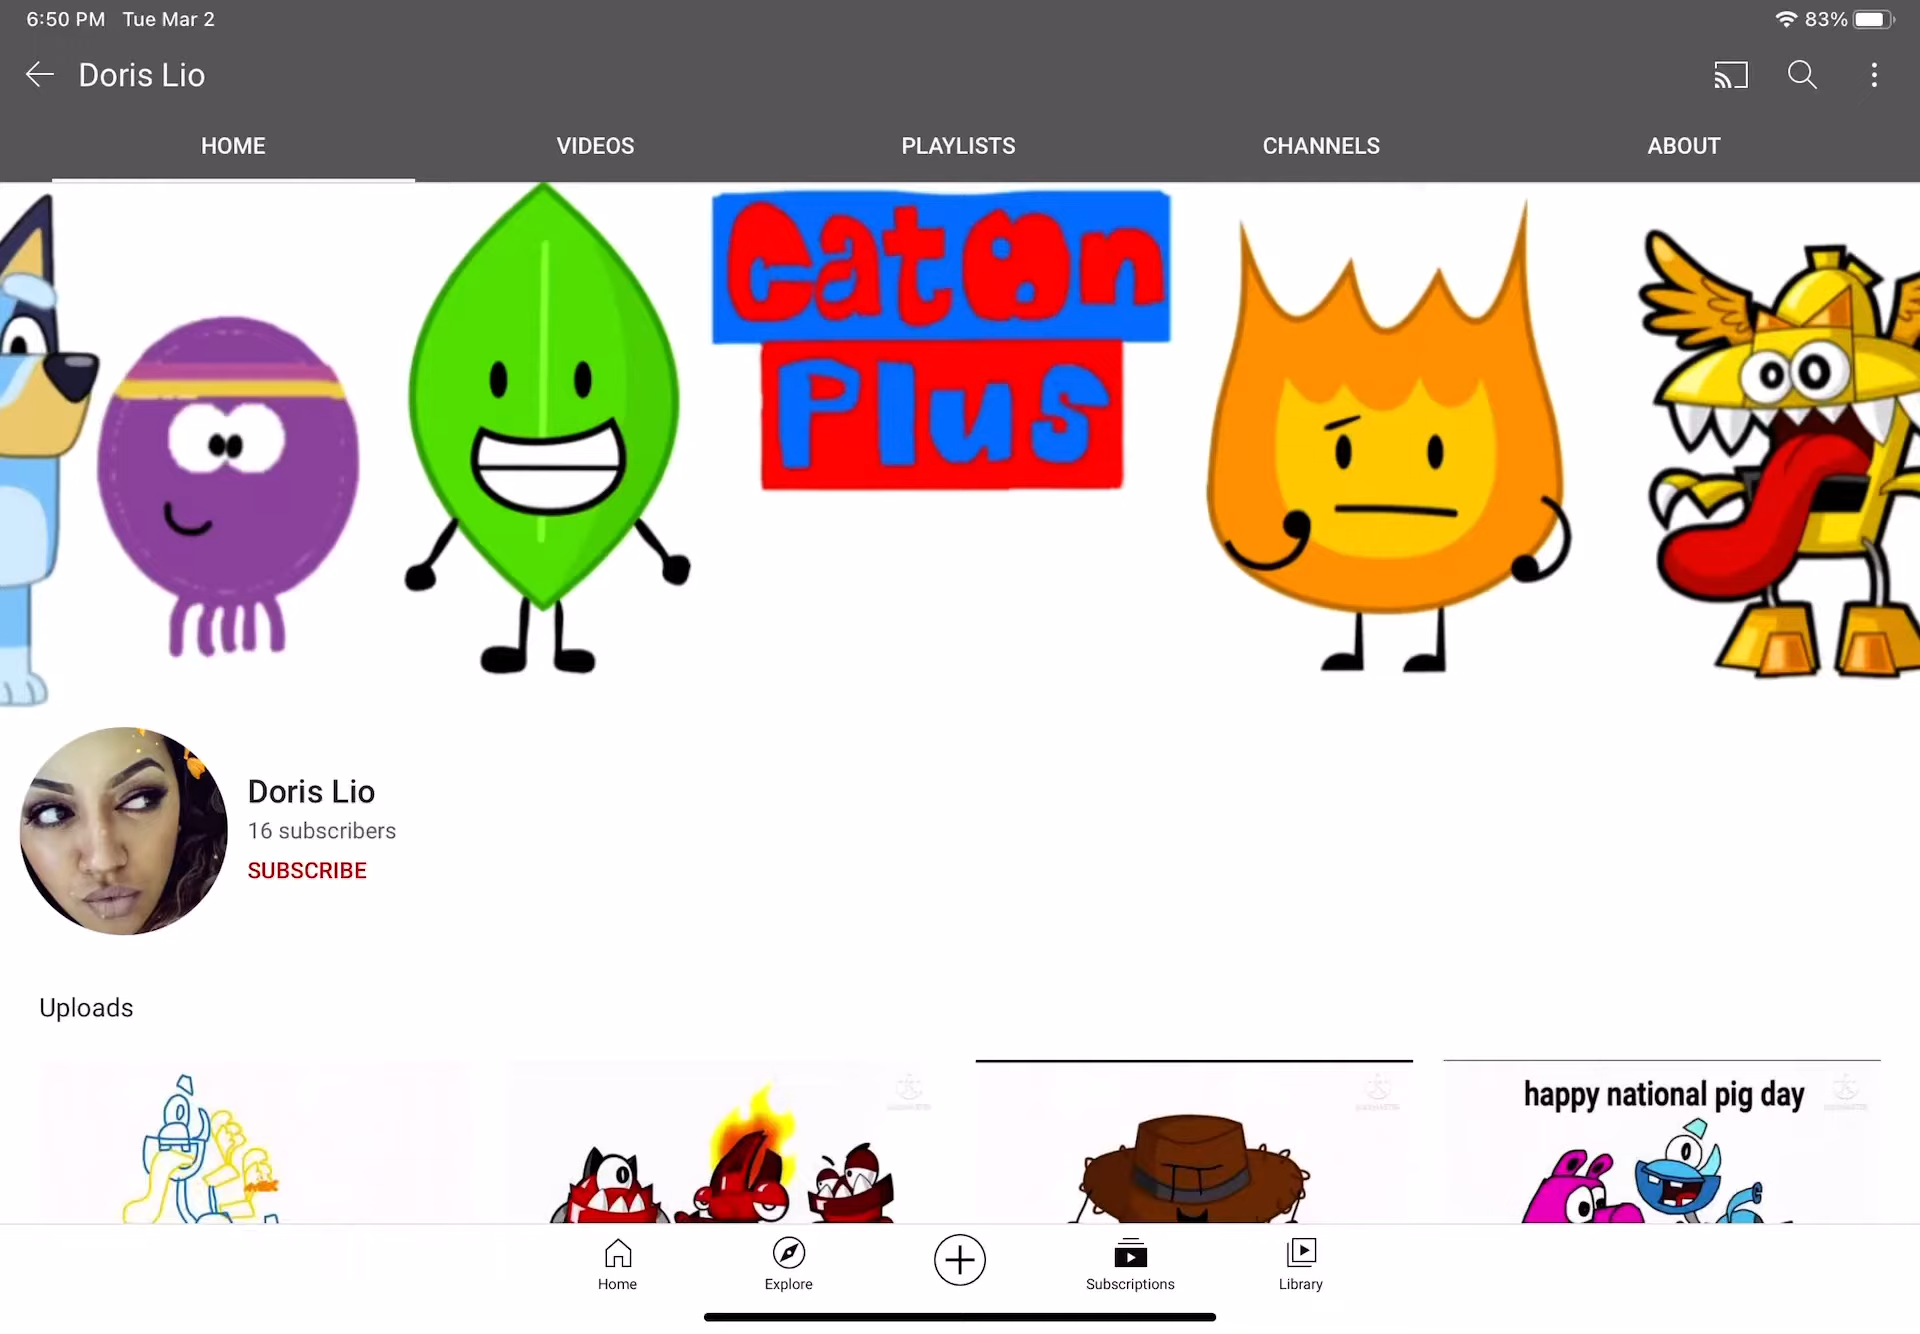 6:50 PM Tue Mar 2
83%
Doris Lio
HOME
VIDEOS
PLAYLISTS
CHANNELS
ABOUT
Catoon
Plus
Doris Lio
16 subscribers
SUBSCRIBE
Uploads
happy national pig day
Home
Explore
Subscriptions
Library